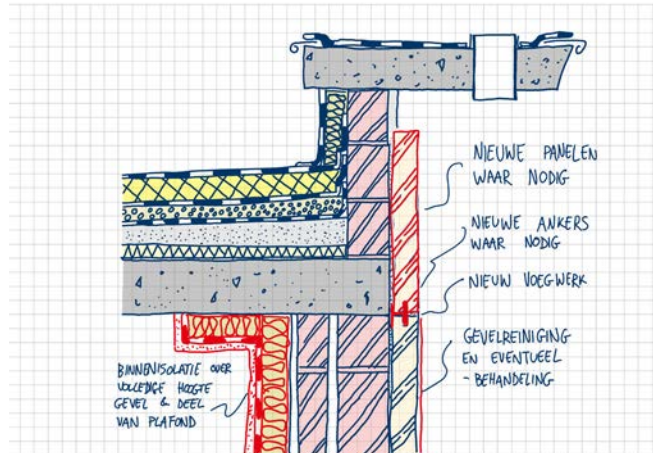 NIEUWE PANELEN
WAAR NODIG
NIEUWE ANKERS
WAAR NODIG
NIEUW VOEGWERK
GEVELREINIGING
EN EVENTUEEL
- BEHANDELING
BINNENISOLATIE OVER
VOLLEDIGE HOOGTE
GEVEL & DEEL
VAN PLAFOND